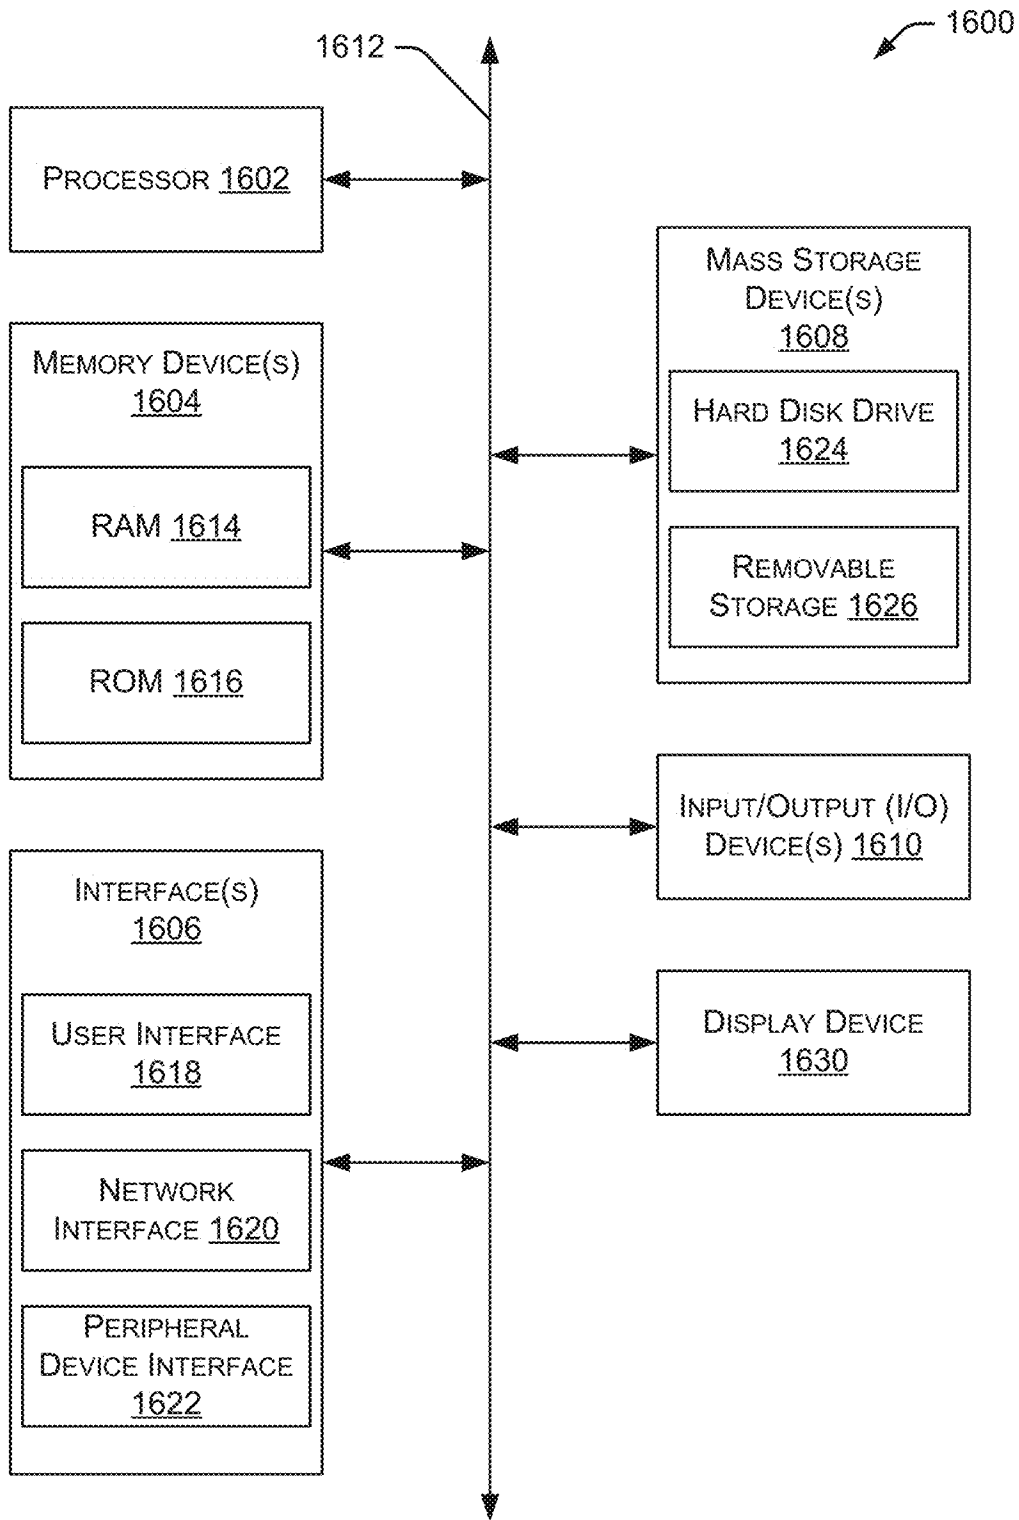 1600
1612
PROCESSOR 1602
MEMORY DEVICE(S)
1604
RAM 1614
ROM 1616
INTERFACE(S)
1606
USER INTERFACE
1618
NETWORK
INTERFACE 1620
PERIPHERAL
DEVICE INTERFACE
1622
MASS STORAGE
DEVICE(S)
1608
HARD DISK DRIVE
1624
REMOVABLE
STORAGE 1626
INPUT/OUTPUT (I/O)
DEVICE(S) 1610
DISPLAY DEVICE
1630